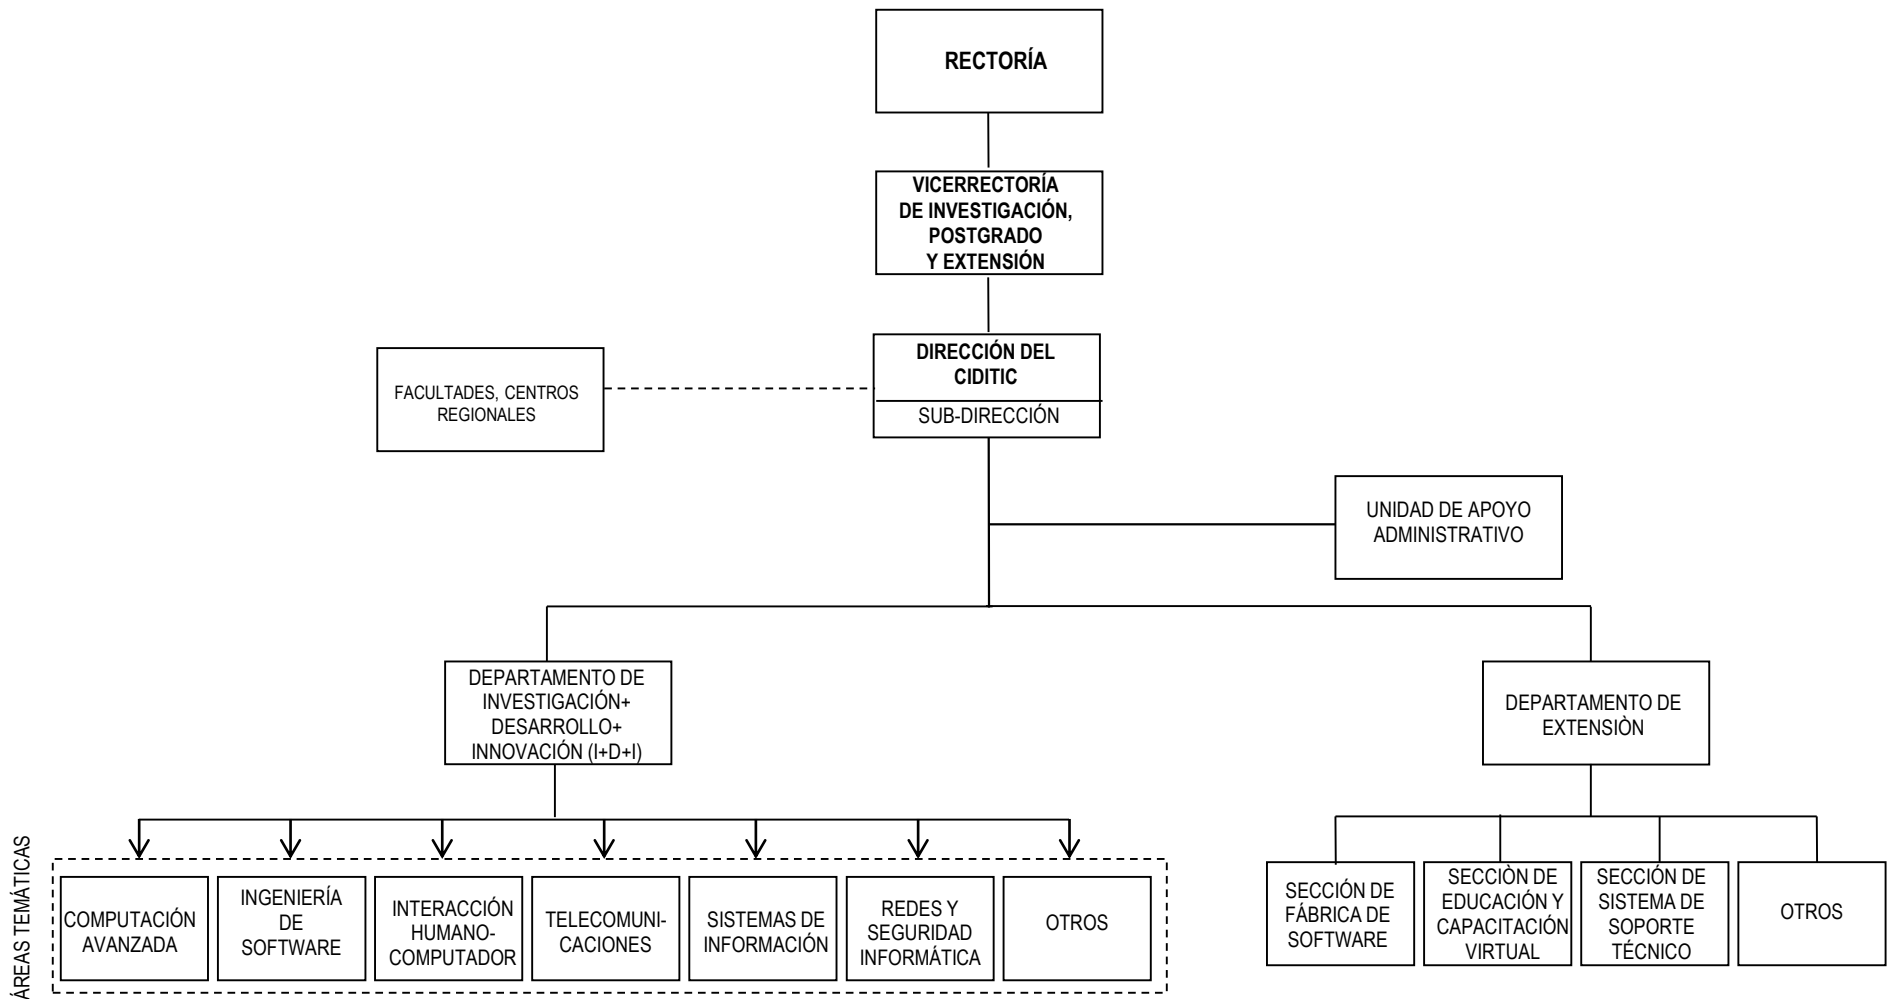 RECTORÍA
VICERRECTORÍA
DE INVESTIGACIÓN,
POSTGRADO
Y EXTENSIÓN
DIRECCIÓN DEL
CIDITIC
SUB-DIRECCIÓN
FACULTADES, CENTROS
REGIONALES
UNIDAD DE APOYO
ADMINISTRATIVO
DEPARTAMENTO DE
INVESTIGACIÓN+
DESARROLLO+
INNOVACIÓN (I+D+I)
DEPARTAMENTO DE
EXTENSIÒN
ÁREAS TEMÁTICAS
COMPUTACIÓN
AVANZADA
INGENIERÍA
DE
SOFTWARE
INTERACCIÓN
HUMANO-
COMPUTADOR
TELECOMUNI-
CACIONES
SISTEMAS DE
INFORMACIÓN
REDES Y
SEGURIDAD
INFORMÁTICA
OTROS
SECCIÓN DE
FÁBRICA DE
SOFTWARE
SECCIÒN DE
EDUCACIÓN Y
CAPACITACIÓN
VIRTUAL
SECCIÓN DE
SISTEMA DE
SOPORTE
TÉCNICO
OTROS